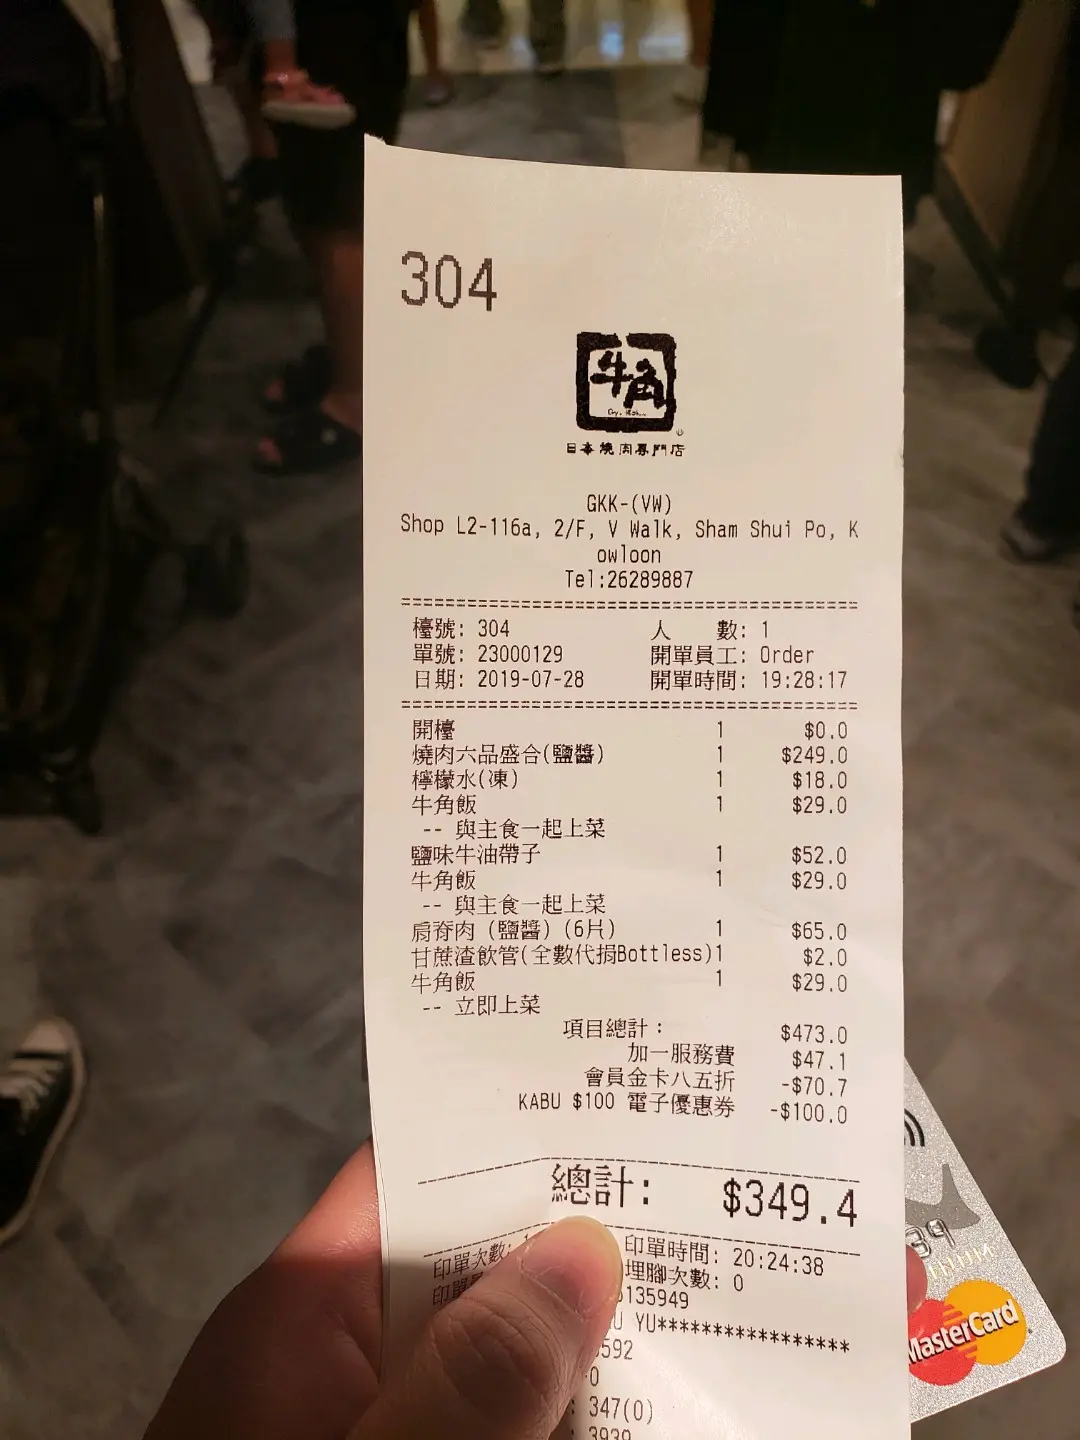 304
牛角
日本燒肉専門店
GKK-(VW)
Shop L2-116a, 2/F, V Walk, Sham Shui Po, K
owloon
Tel:26289887
檯號: 304 人 數: 1
單號: 23000129 開單員工: Order
日期: 2019-07-28 開單時間: 19:28:17
開檯 1 $0.0
燒肉六品盛合(鹽醬) 1 $249.0
檸檬水(凍) 1 $18.0
牛角飯 1 $29.0
-- 與主食一起上菜
鹽味牛油帶子 1 $52.0
牛角飯 1 $29.0
-- 與主食一起上菜
肩脊肉 (鹽醬) (6片) 1 $65.0
甘蔗渣飲管(全數代捐Bottless)1 $2.0
牛角飯 1 $29.0
-- 立即上菜
項目總計: $473.0
加一服務費 $47.1
會員金卡八五折 -$70.7
KABU $100 電子優惠券 -$100.0
總計: $349.4
印單次數: 印單時間: 20:24:38
印單 埋腳次數: 0
135949
YU*****************
592
0
: 347(0)
: 3939
39
MasterCard